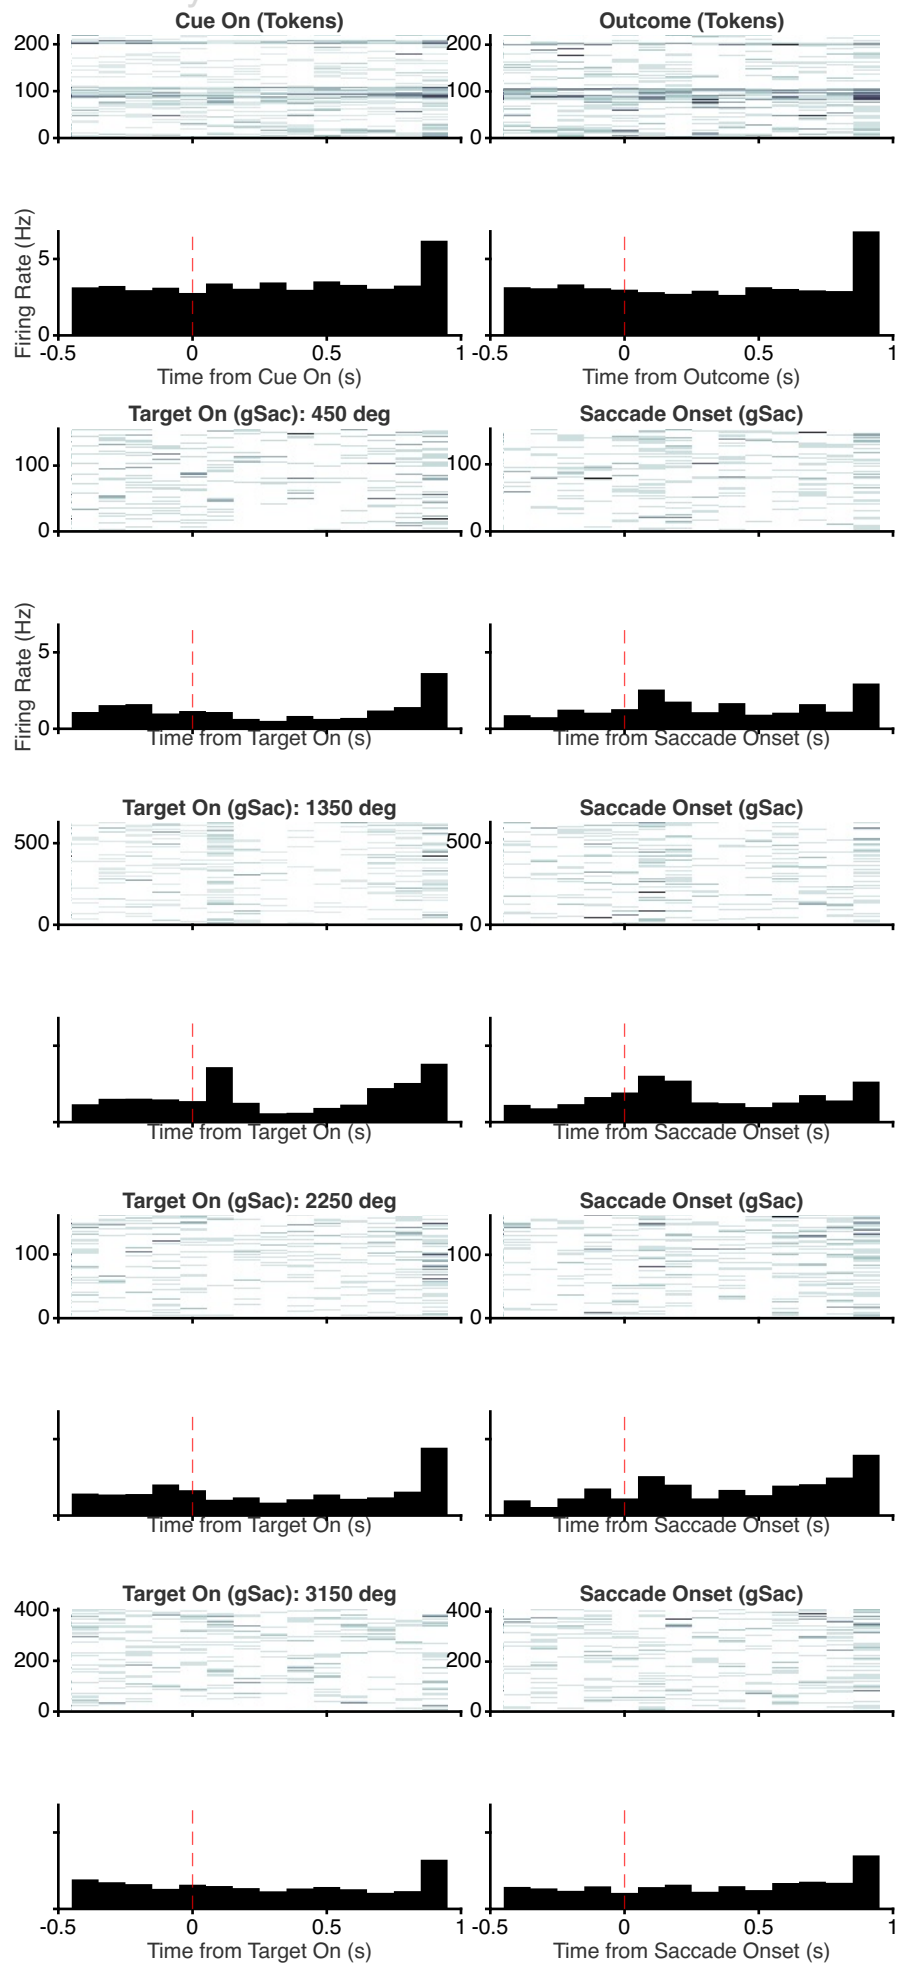 Cue On (Tokens) Outcome (Tokens)
200 200
100 100
0 0
Firing Rate (Hz)
5
0
-0.5 0 0.5 1 -0.5 0 0.5 1
Time from Cue On (s) Time from Outcome (s)
Target On (gSac): 450 deg Saccade Onset (gSac)
100 100
0 0
Firing Rate (Hz)
5
0
Time from Target On (s) Time from Saccade Onset (s)
Target On (gSac): 1350 deg Saccade Onset (gSac)
500 500
0 0
Time from Target On (s) Time from Saccade Onset (s)
Target On (gSac): 2250 deg Saccade Onset (gSac)
100 100
0 0
Time from Target On (s) Time from Saccade Onset (s)
Target On (gSac): 3150 deg Saccade Onset (gSac)
400 400
200 200
0 0
-0.5 0 0.5 1 -0.5 0 0.5 1
Time from Target On (s) Time from Saccade Onset (s)